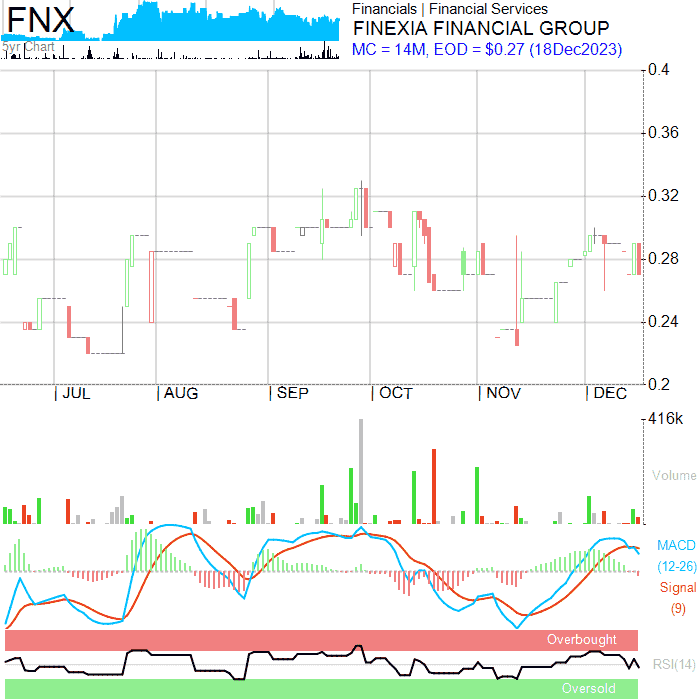 FNX
5yr Chart
Financials | Financial Services
FINEXIA FINANCIAL GROUP
MC = 14M, EOD = $0.27 (18Dec2023)
0.4
0.36
0.32
0.28
0.24
0.2
| JUL | AUG | SEP | OCT | NOV | DEC
416k
Volume
MACD
(12-26)
Signal
(9)
Overbought
RSI(14)
Oversold